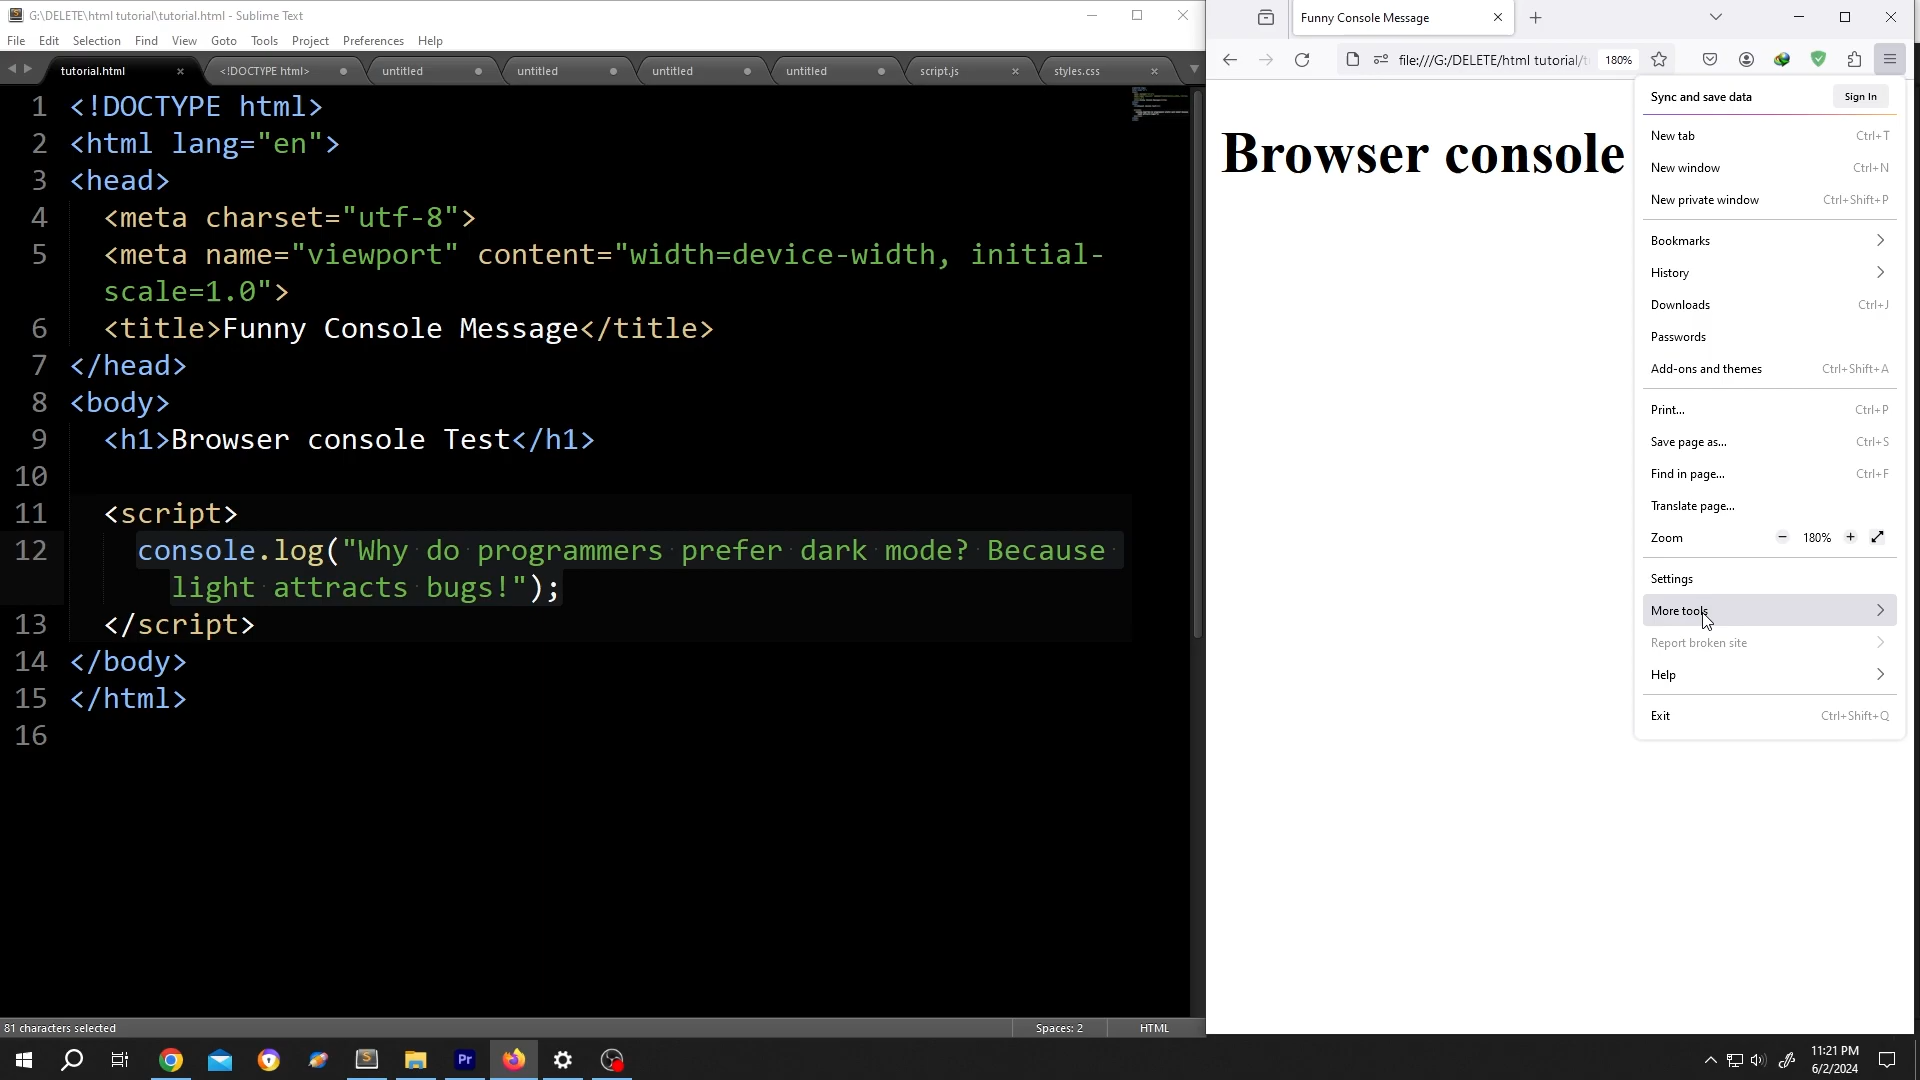 G:\DELETE\html tutorial\tutorial.html - Sublime Text
File Edit Selection Find View Goto Tools Project Preferences Help
tutorial.html <!DOCTYPE html> untitled untitled untitled untitled script.js styles.css
1 <!DOCTYPE html>
2 <html lang="en">
3 <head>
4 <meta charset="utf-8">
5 <meta name="viewport" content="width=device-width, initial-
scale=1.0">
6 <title>Funny Console Message</title>
7 </head>
8 <body>
9 <h1>Browser console Test</h1>
10
11 <script>
12 console.log("Why do programmers prefer dark mode? Because
light attracts bugs!");
13 </script>
14 </body>
15 </html>
16
81 characters selected
Spaces: 2 HTML
Funny Console Message
file:///G:/DELETE/html tutorial/t 180%
Browser console
Sync and save data Sign In
New tab Ctrl+T
New window Ctrl+N
New private window Ctrl+Shift+P
Bookmarks
History
Downloads Ctrl+J
Passwords
Add-ons and themes Ctrl+Shift+A
Print... Ctrl+P
Save page as... Ctrl+S
Find in page... Ctrl+F
Translate page...
Zoom 180%
Settings
More tools
Report broken site
Help
Exit Ctrl+Shift+Q
Pr
11:21 PM
6/2/2024